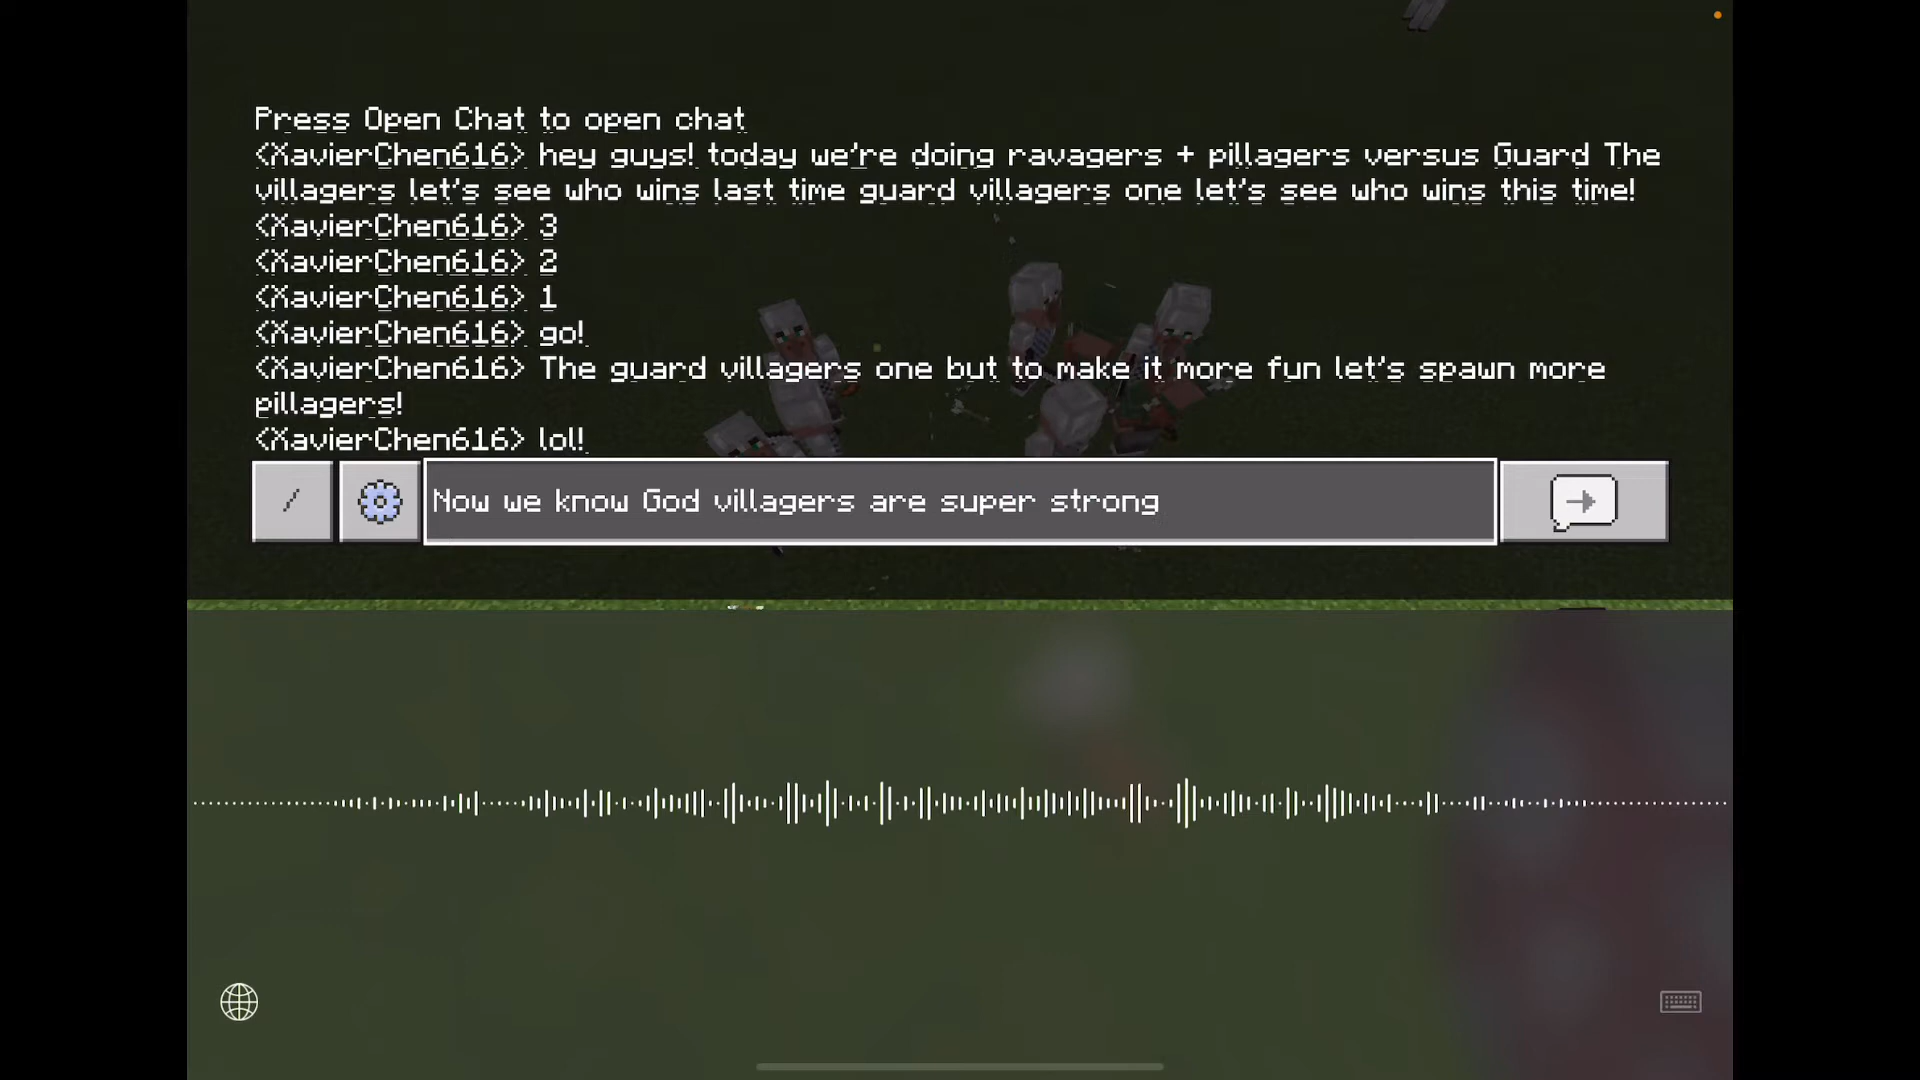 Press Open Chat to open chat
<XavierChen616> hey guys! today we're doing ravagers + pillagers versus Guard The
villagers let's see who wins last time guard villagers one let's see who wins this time!
<XavierChen616> 3
<XavierChen616> 2
<XavierChen616> 1
<XavierChen616> go!
<XavierChen616> The guard villagers one but to make it more fun let's spawn more
pillagers!
<XavierChen616> lol!
/
Now we know God villagers are super strong